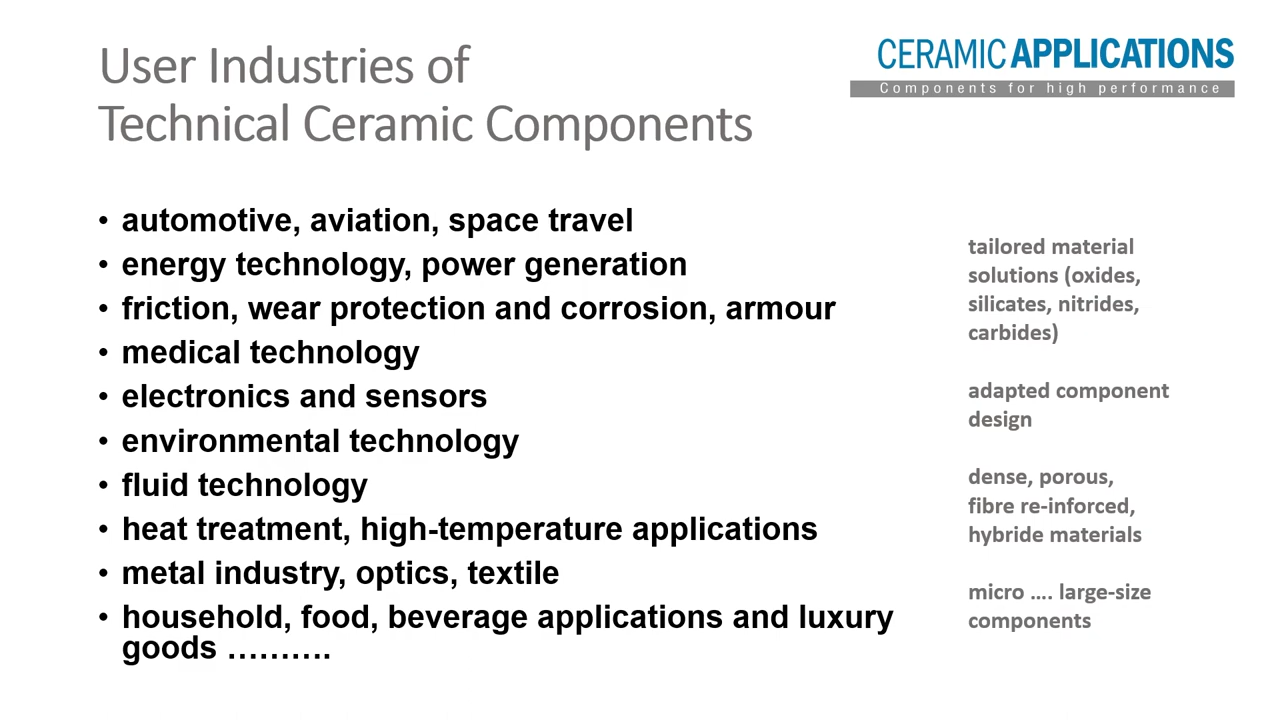 User Industries of
Technical Ceramic Components
CERAMIC APPLICATIONS
Components for high performance
• automotive, aviation, space travel
• energy technology, power generation
• friction, wear protection and corrosion, armour
• medical technology
• electronics and sensors
• environmental technology
• fluid technology
• heat treatment, high-temperature applications
• metal industry, optics, textile
• household, food, beverage applications and luxury
goods ……….
tailored material
solutions (oxides,
silicates, nitrides,
carbides)
adapted component
design
dense, porous,
fibre re-inforced,
hybride materials
micro …. large-size
components